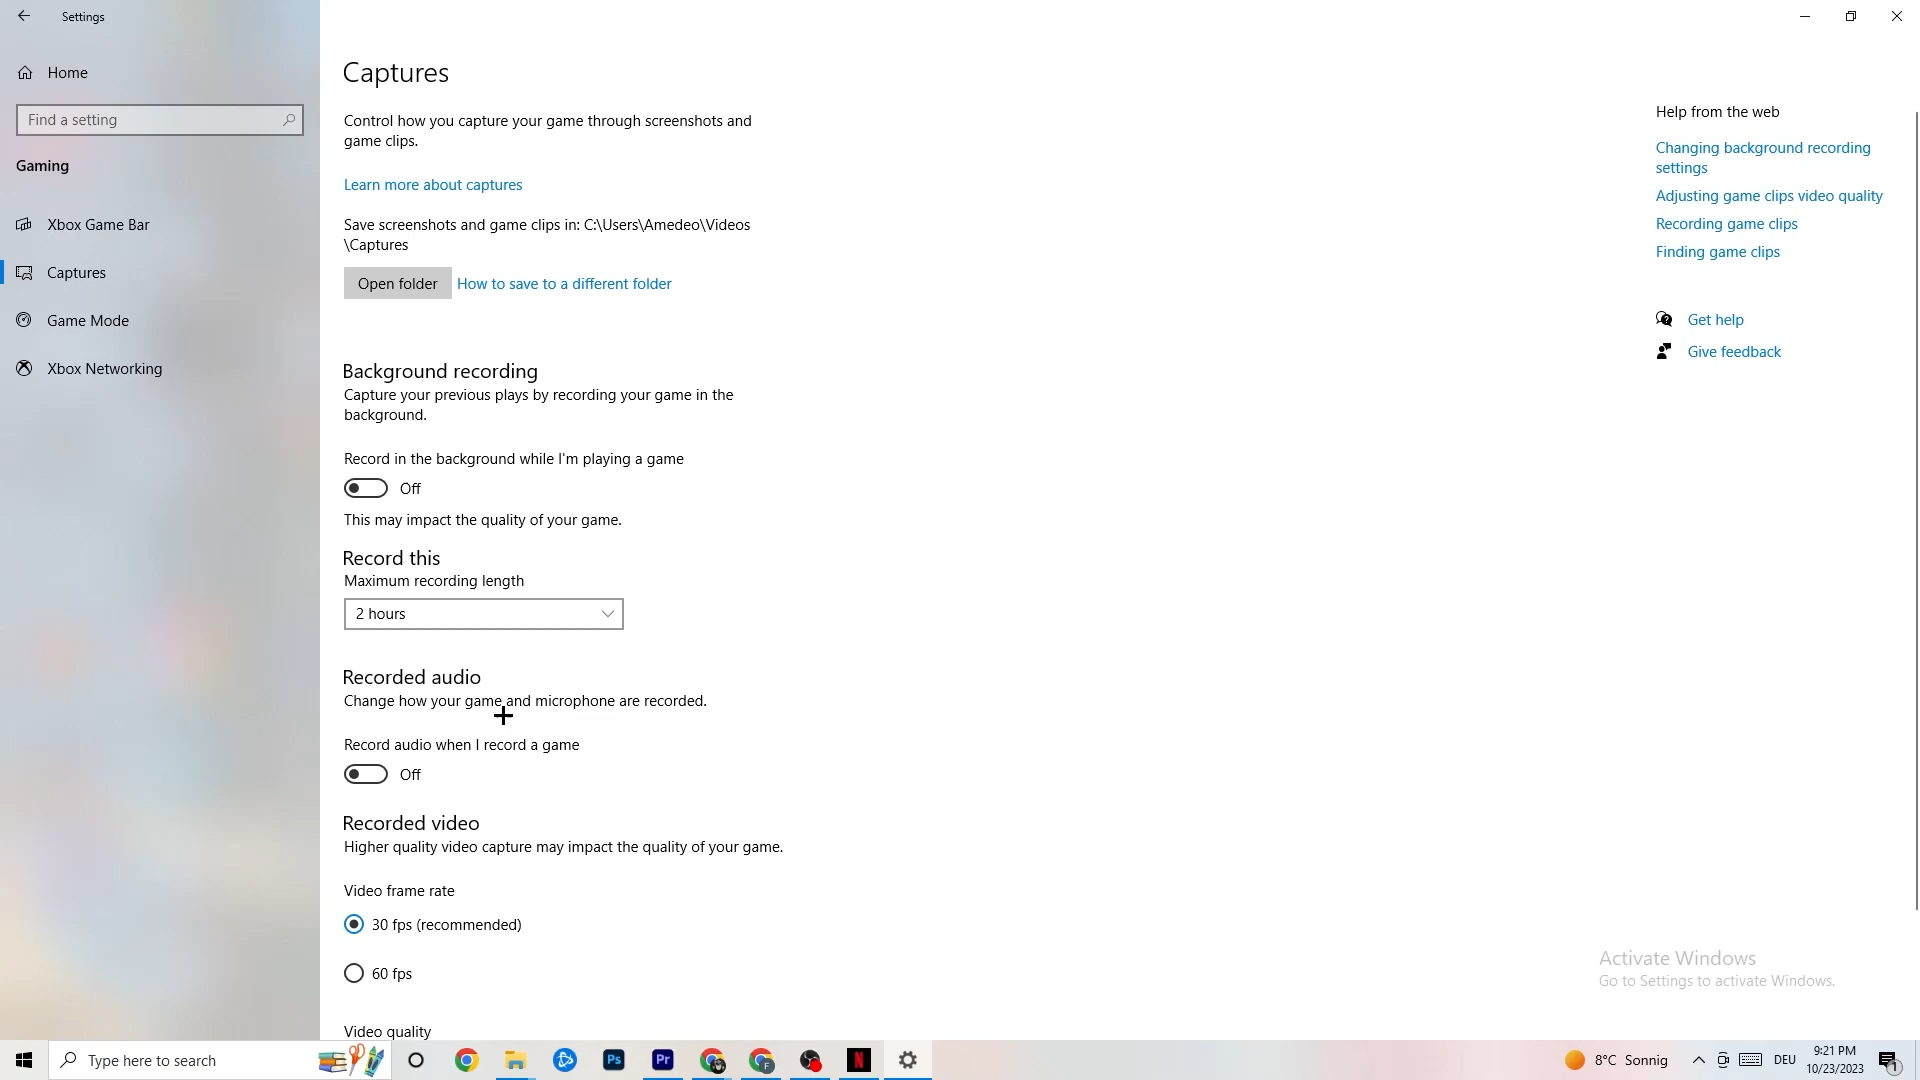 Settings
Home
Find a setting
Gaming
Xbox Game Bar
Captures
Game Mode
Xbox Networking
Captures
Control how you capture your game through screenshots and
game clips.
Learn more about captures
Save screenshots and game clips in: C:\Users\Amedeo\Videos
\Captures
Open folder How to save to a different folder
Background recording
Capture your previous plays by recording your game in the
background.
Record in the background while I'm playing a game
Off
This may impact the quality of your game.
Record this
Maximum recording length
2 hours
Recorded audio
Change how your game and microphone are recorded.
Record audio when I record a game
Off
Recorded video
Higher quality video capture may impact the quality of your game.
Video frame rate
30 fps (recommended)
60 fps
Video quality
Help from the web
Changing background recording
settings
Adjusting game clips video quality
Recording game clips
Finding game clips
Get help
Give feedback
Activate Windows
Go to Settings to activate Windows.
Type here to search
Ps
Pr
F
N
8°C Sonnig
DEU
9:21 PM
10/23/2023
1